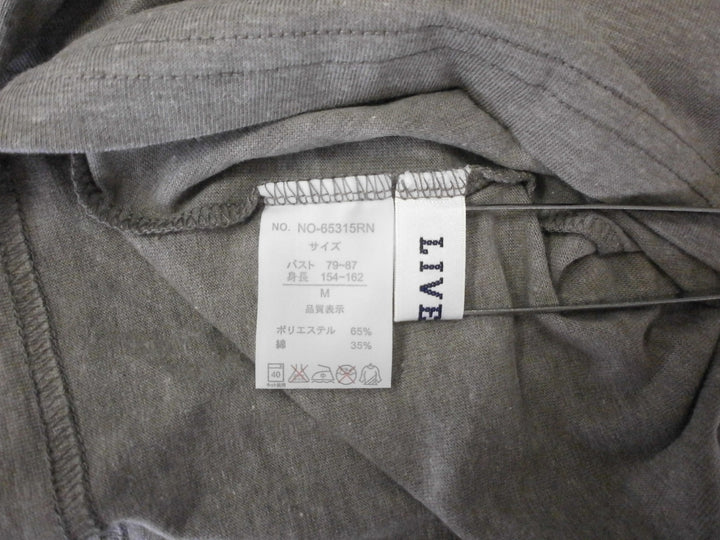 NO. NO-65315RN
サイズ
バスト 79-87
身長 154-162
M
品質表示
ポリエステル 65%
綿 35%
40
LIVE